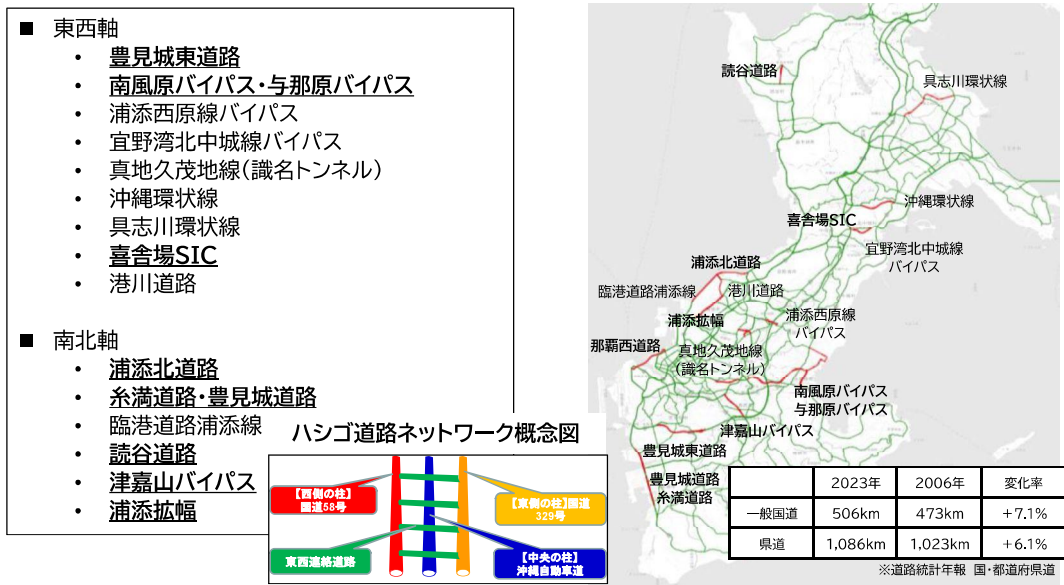 ■ 東西軸
• 豊見城東道路
• 南風原バイパス・与那原バイパス
• 浦添西原線バイパス
• 宜野湾北中城線バイパス
• 真地久茂地線(識名トンネル)
• 沖縄環状線
• 具志川環状線
• 喜舎場SIC
• 港川道路
■ 南北軸
• 浦添北道路
• 糸満道路・豊見城道路
• 臨港道路浦添線
• 読谷道路
• 津嘉山バイパス
• 浦添拡幅
ハシゴ道路ネットワーク概念図
【西側の柱】
国道58号
【東側の柱】国道
329号
東西連絡道路
【中央の柱】
沖縄自動車道
読谷道路
具志川環状線
沖縄環状線
喜舎場SIC
宜野湾北中城線
バイパス
浦添北道路
臨港道路浦添線
港川道路
浦添拡幅
浦添西原線
バイパス
那覇西道路
真地久茂地線
(識名トンネル)
南風原バイパス
与那原バイパス
津嘉山バイパス
豊見城東道路
豊見城道路
糸満道路
2023年 2006年 変化率
一般国道 506km 473km +7.1%
県道 1,086km 1,023km +6.1%
※道路統計年報 国・都道府県道